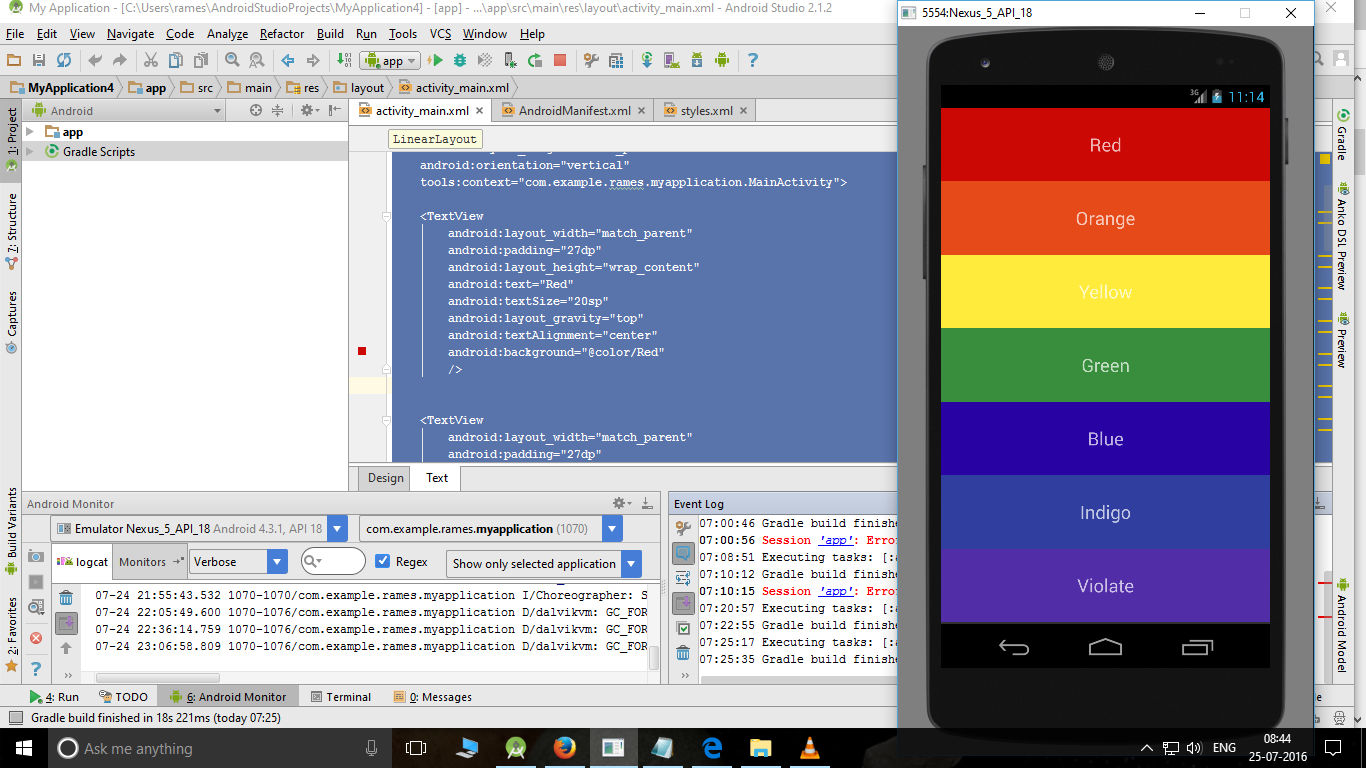 My Application - [C:\Users\rames\AndroidStudioProjects\MyApplication4] - [app] - ...\app\src\main\res\layout\activity_main.xml - Android Studio 2.1.2
File Edit View Navigate Code Analyze Refactor Build Run Tools VCS Window Help
app
MyApplication4 app src main res layout activity_main.xml
Android
activity_main.xml AndroidManifest.xml styles.xml
1: Project
7: Structure
Captures
Build Variants
2: Favorites
app
Gradle Scripts
LinearLayout
android:orientation="vertical"
tools:context="com.example.rames.myapplication.MainActivity">
<TextView
android:layout_width="match_parent"
android:padding="27dp"
android:layout_height="wrap_content"
android:text="Red"
android:textSize="20sp"
android:layout_gravity="top"
android:textAlignment="center"
android:background="@color/Red"
/>
<TextView
android:layout_width="match_parent"
android:padding="27dp"
Design Text
Android Monitor
Emulator Nexus_5_API_18 Android 4.3.1, API 18
com.example.rames.myapplication (1070)
logcat Monitors Verbose Regex Show only selected application
07-24 21:55:43.532 1070-1070/com.example.rames.myapplication I/Choreographer: S
07-24 22:05:49.600 1070-1076/com.example.rames.myapplication D/dalvikvm: GC_FOR
07-24 22:36:14.759 1070-1076/com.example.rames.myapplication D/dalvikvm: GC_FOR
07-24 23:06:58.809 1070-1076/com.example.rames.myapplication D/dalvikvm: GC_FOR
Event Log
07:00:46 Gradle build finishe
07:00:56 Session 'app': Error
07:08:51 Executing tasks: [:a
07:10:12 Gradle build finishe
07:10:15 Session 'app': Error
07:20:57 Executing tasks: [:a
07:22:55 Gradle build finishe
07:25:17 Executing tasks: [:a
07:25:35 Gradle build finishe
4: Run TODO 6: Android Monitor Terminal 0: Messages
Gradle build finished in 18s 221ms (today 07:25)
5554:Nexus_5_API_18
3G 11:14
Red
Orange
Yellow
Green
Blue
Indigo
Violate
Gradle
Anko DSL Preview
Preview
Android Model
Ask me anything
ENG
08:44
25-07-2016